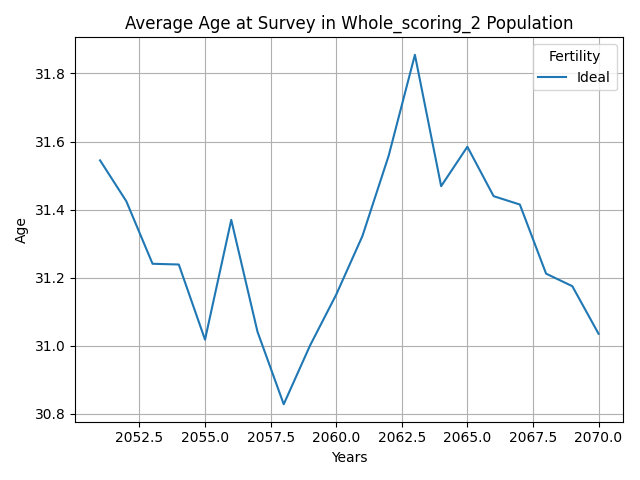 Average Age at Survey in Whole_scoring_2 Population
Fertility
Ideal
31.8
31.6
31.4
31.2
31.0
30.8
Age
2052.5 2055.0 2057.5 2060.0 2062.5 2065.0 2067.5 2070.0
Years